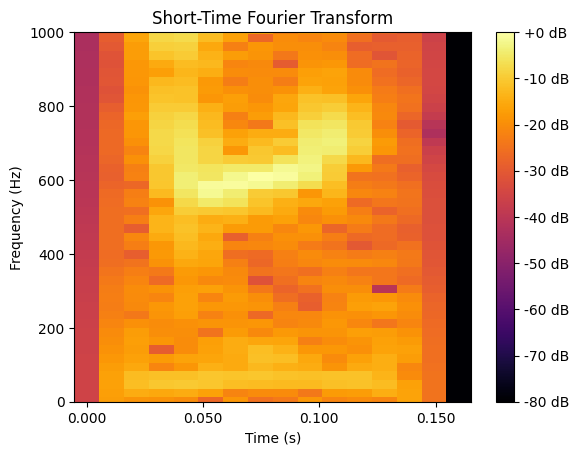 Short-Time Fourier Transform
1000
800
600
400
200
0
Frequency (Hz)
0.000
0.050
0.100
0.150
Time (s)
+0 dB
-10 dB
-20 dB
-30 dB
-40 dB
-50 dB
-60 dB
-70 dB
-80 dB